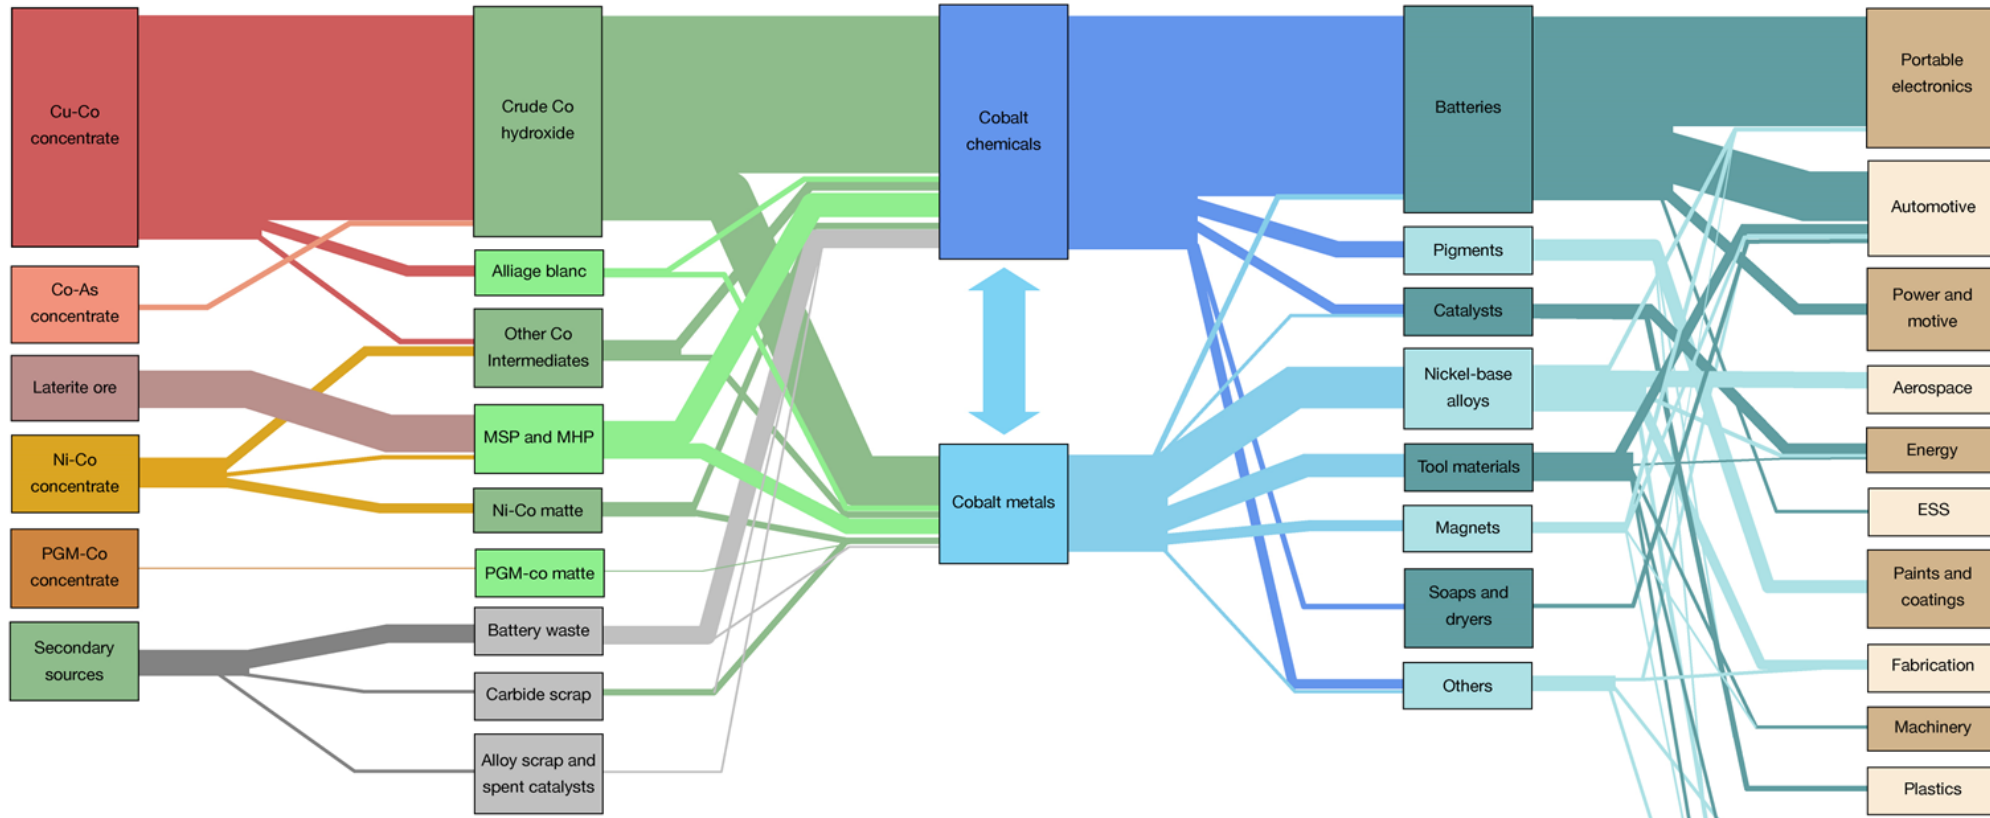 Cu-Co
concentrate
Co-As
concentrate
Laterite ore
Ni-Co
concentrate
PGM-Co
concentrate
Secondary
sources
Crude Co
hydroxide
Alliage blanc
Other Co
Intermediates
MSP and MHP
Ni-Co matte
PGM-co matte
Battery waste
Carbide scrap
Alloy scrap and
spent catalysts
Cobalt
chemicals
Cobalt metals
Batteries
Pigments
Catalysts
Nickel-base
alloys
Tool materials
Magnets
Soaps and
dryers
Others
Portable
electronics
Automotive
Power and
motive
Aerospace
Energy
ESS
Paints and
coatings
Fabrication
Machinery
Plastics